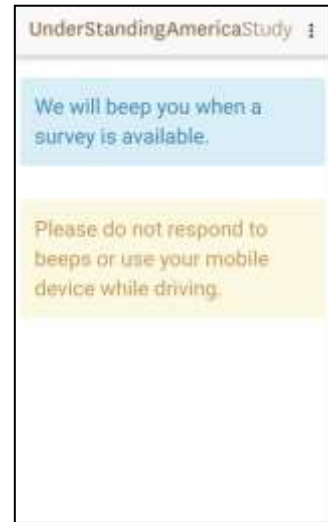 UnderStandingAmericaStudy
We will beep you when a
survey is available.
Please do not respond to
beeps or use your mobile
device while driving.